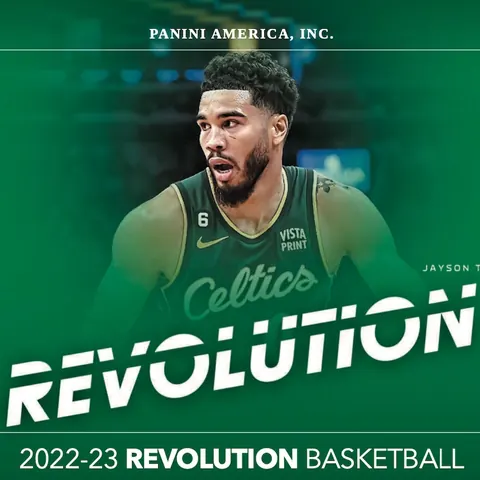 PANINI AMERICA, INC.
6
VISTA
PRINT
Celtics
JAYSON T
REVOLUTION
2022-23 REVOLUTION BASKETBALL